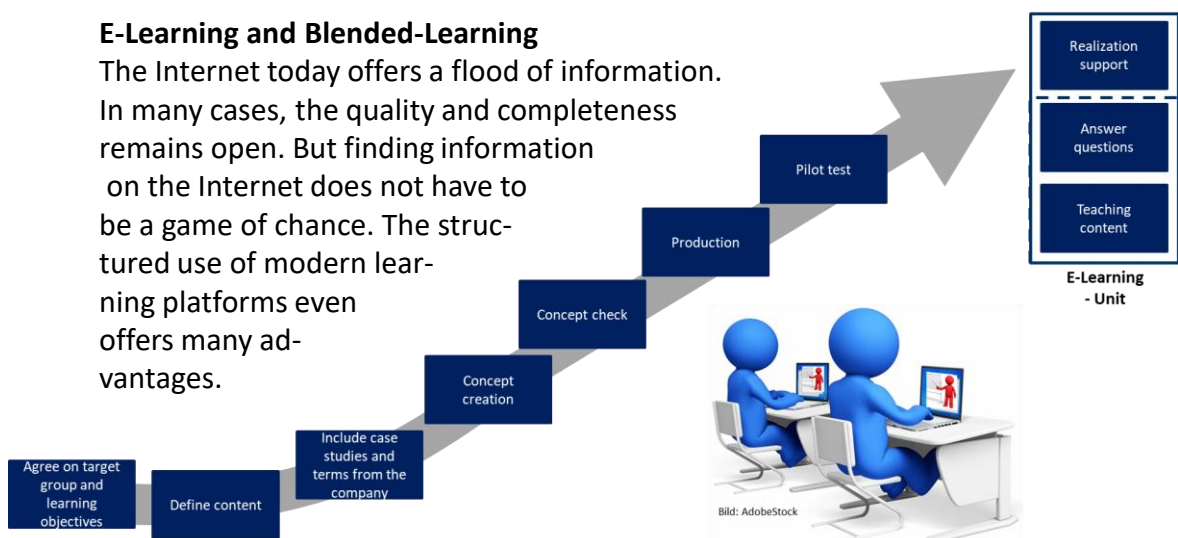 E-Learning and Blended-Learning
The Internet today offers a flood of information.
In many cases, the quality and completeness
remains open. But finding information
on the Internet does not have to
be a game of chance. The struc-
tured use of modern lear-
ning platforms even
offers many ad-
vantages.
Agree on target
group and
learning
objectives
Define content
Include case
studies and
terms from the
company
Concept
creation
Concept check
Production
Pilot test
Realization
support
Answer
questions
Teaching
content
E-Learning
- Unit
Bild: AdobeStock